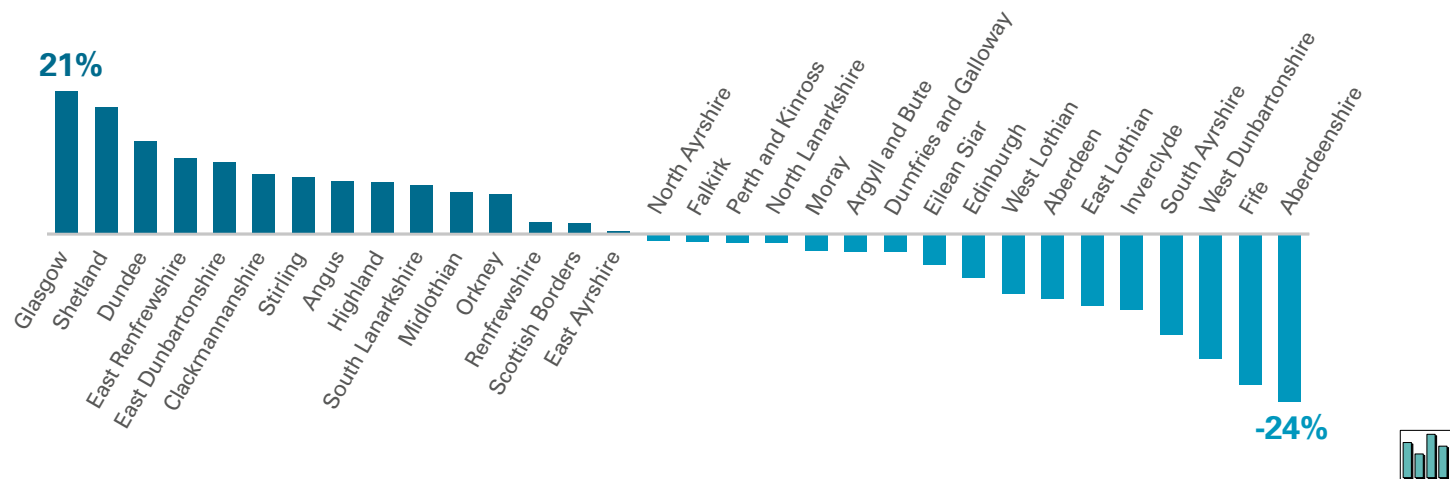 21%
Glasgow
Shetland
Dundee
East Renfrewshire
East Dunbartonshire
Clackmannanshire
Stirling
Angus
Highland
South Lanarkshire
Midlothian
Orkney
Renfrewshire
Scottish Borders
East Ayrshire
North Ayrshire
Falkirk
Perth and Kinross
North Lanarkshire
Moray
Argyll and Bute
Dumfries and Galloway
Eilean Siar
Edinburgh
West Lothian
Aberdeen
East Lothian
Inverclyde
South Ayrshire
West Dunbartonshire
Fife
Aberdeenshire
-24%